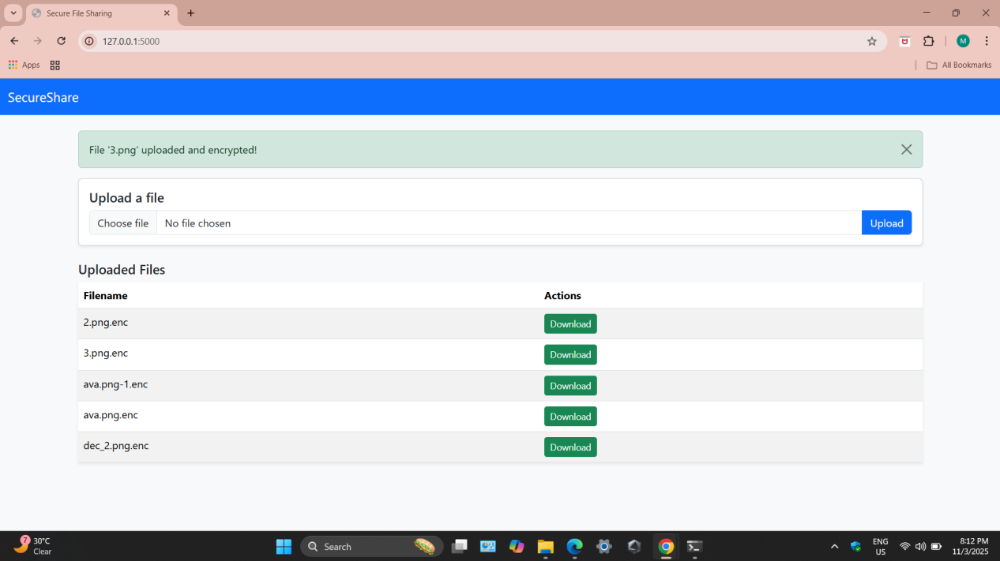 Secure File Sharing
127.0.0.1:5000
M
Apps
All Bookmarks
SecureShare
File '3.png' uploaded and encrypted!
Upload a file
Choose file No file chosen Upload
Uploaded Files
Filename Actions
2.png.enc Download
3.png.enc Download
ava.png-1.enc Download
ava.png.enc Download
dec_2.png.enc Download
7 30°C
Clear
Search
ENG
US
8:12 PM
11/3/2025